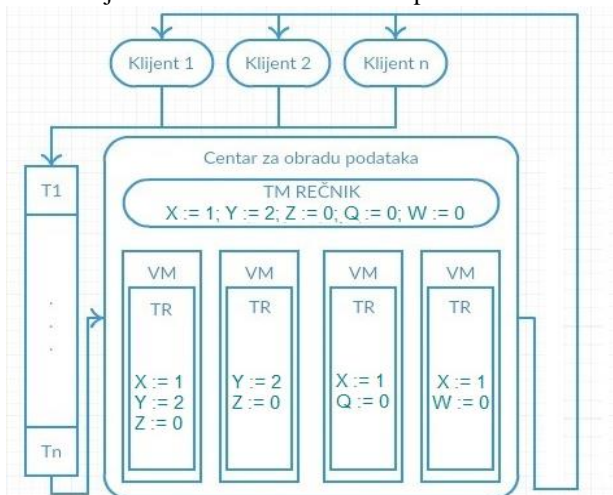 Klijent 1
Klijent 2
Klijent n
T1
.
.
.
Tn
Centar za obradu podataka
TM REČNIK
X := 1; Y := 2; Z := 0; Q := 0; W := 0
VM
TR
X := 1
Y := 2
Z := 0
VM
TR
Y := 2
Z := 0
VM
TR
X := 1
Q := 0
VM
TR
X := 1
W := 0